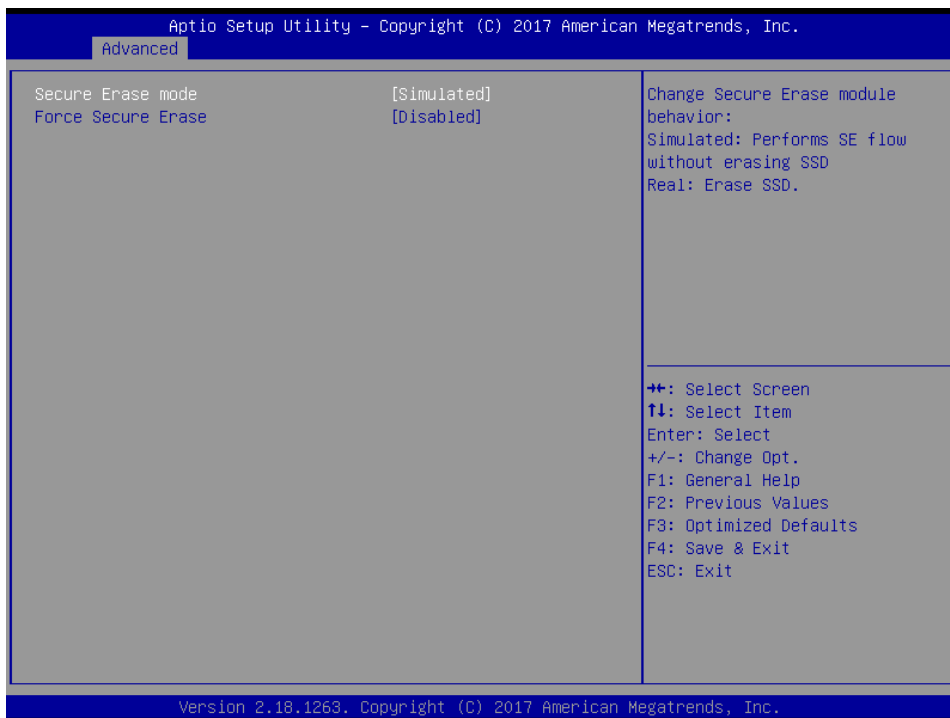 Aptio Setup Utility – Copyright (C) 2017 American Megatrends, Inc.
Advanced
Secure Erase mode [Simulated]
Force Secure Erase [Disabled]
Change Secure Erase module
behavior:
Simulated: Performs SE flow
without erasing SSD
Real: Erase SSD.
→←: Select Screen
↑↓: Select Item
Enter: Select
+/-: Change Opt.
F1: General Help
F2: Previous Values
F3: Optimized Defaults
F4: Save & Exit
ESC: Exit
Version 2.18.1263. Copyright (C) 2017 American Megatrends, Inc.